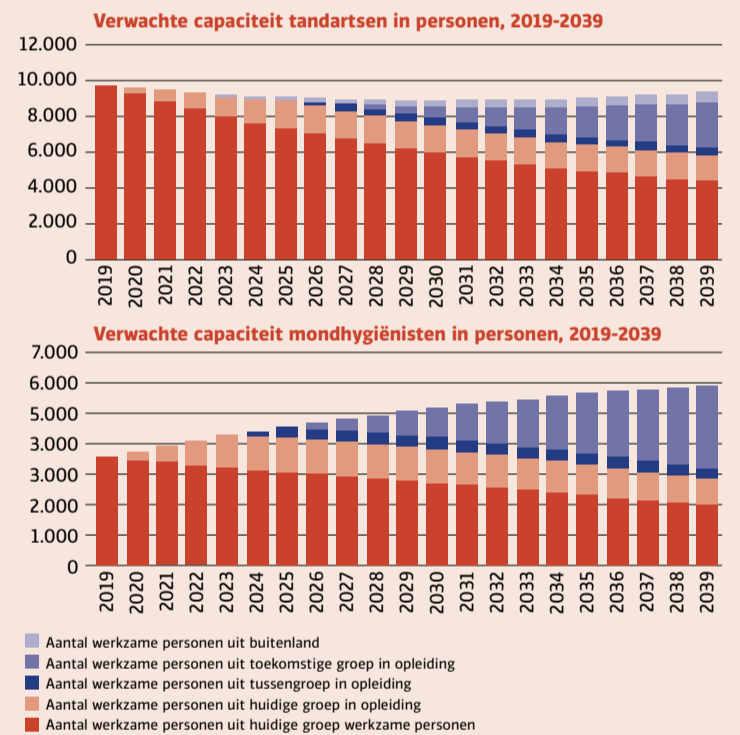 Verwachte capaciteit tandartsen in personen, 2019-2039
12.000
10.000
8.000
6.000
4.000
2.000
0
2019 2020 2021 2022 2023 2024 2025 2026 2027 2028 2029 2030 2031 2032 2033 2034 2035 2036 2037 2038 2039
Verwachte capaciteit mondhygiënisten in personen, 2019-2039
7.000
6.000
5.000
3.000
3.000
2.000
1.000
0
2019 2020 2021 2022 2023 2024 2025 2026 2027 2028 2029 2030 2031 2032 2033 2034 2035 2036 2037 2038 2039
Aantal werkzame personen uit buitenland
Aantal werkzame personen uit toekomstige groep in opleiding
Aantal werkzame personen uit tussengroep in opleiding
Aantal werkzame personen uit huidige groep in opleiding
Aantal werkzame personen uit huidige groep werkzame personen